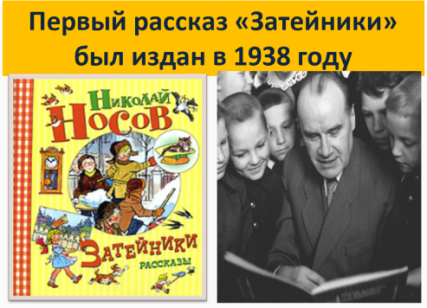 Первый рассказ «Затейники»
был издан в 1938 году
Николай
Носов
Затейники
рассказы